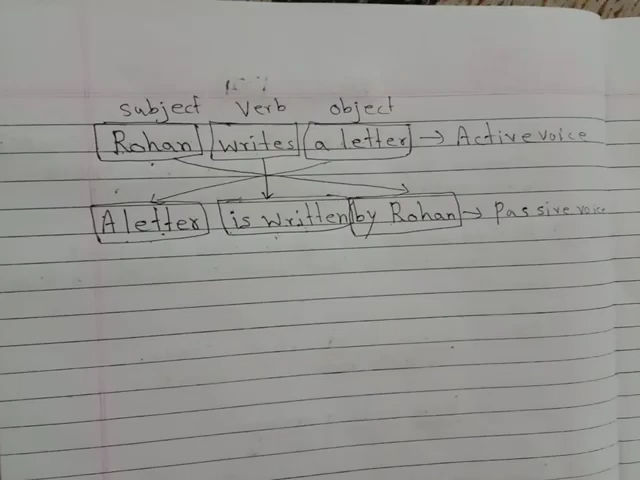 subject Verb object
Rohan writes a letter → Active voice
A letter is written by Rohan → Passive voice